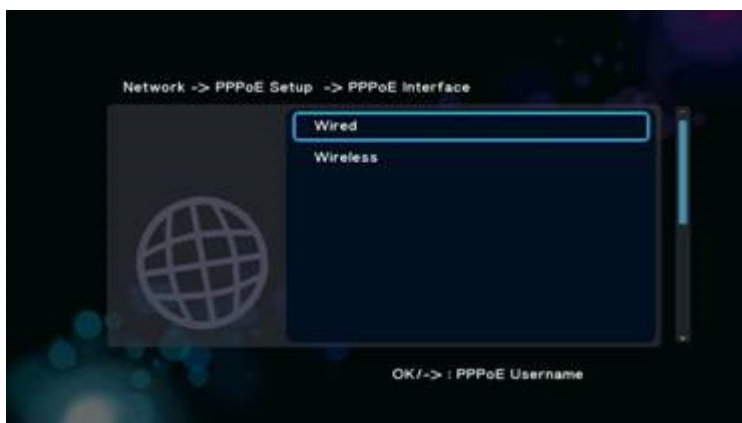 Network -> PPPoE Setup -> PPPoE Interface
Wired
Wireless
OK/-> : PPPoE Username